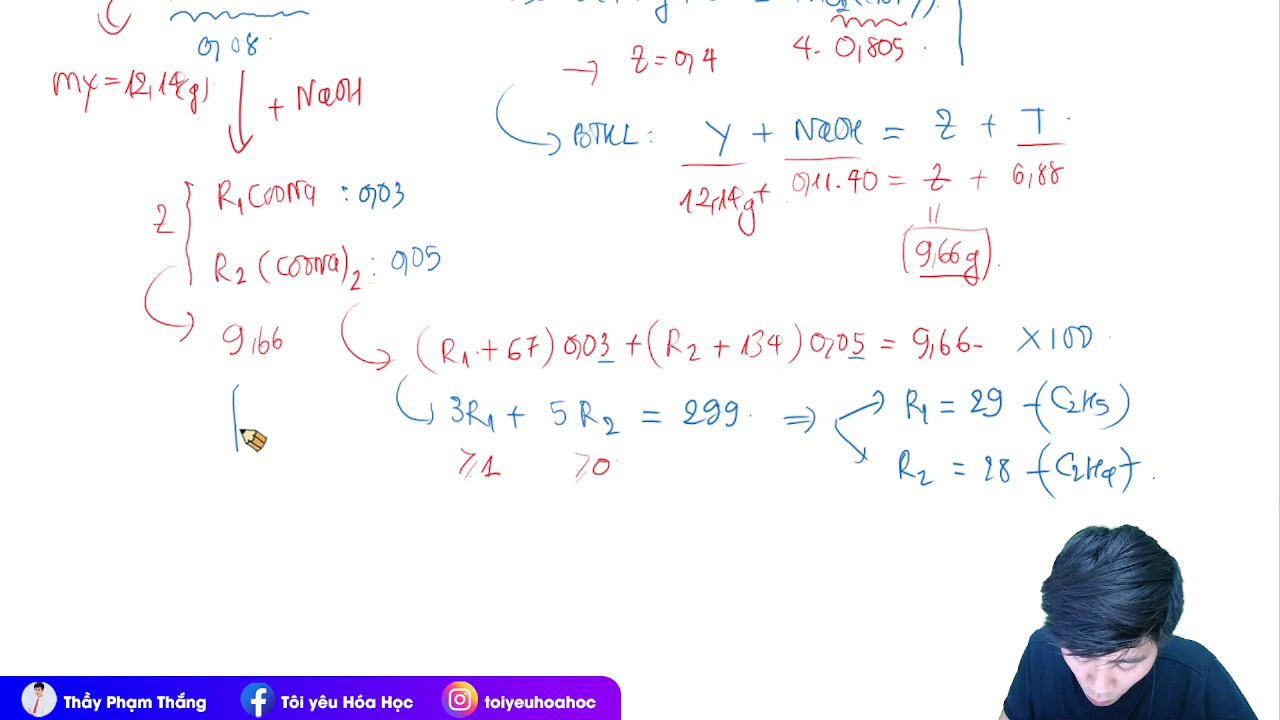 0,08
4. 0,805
→ Z = 0,4
mY = 12,14(g)
+ NaOH
BTKL: Y + NaOH = Z + T
12,14g + 0,11.40 = Z + 6,88
||
9,66g
Z { R1COONa : 0,03
R2(COONa)2 : 0,05
9,66
(R1 + 67) 0,03 + (R2 + 134) 0,05 = 9,66 x100
3R1 + 5R2 = 299 ⇒ R1 = 29 (C2H5)
⩾1 ⩾0
R2 = 28 (C2H4)
Thầy Phạm Thắng Tôi yêu Hóa Học toiyeuhoahoc